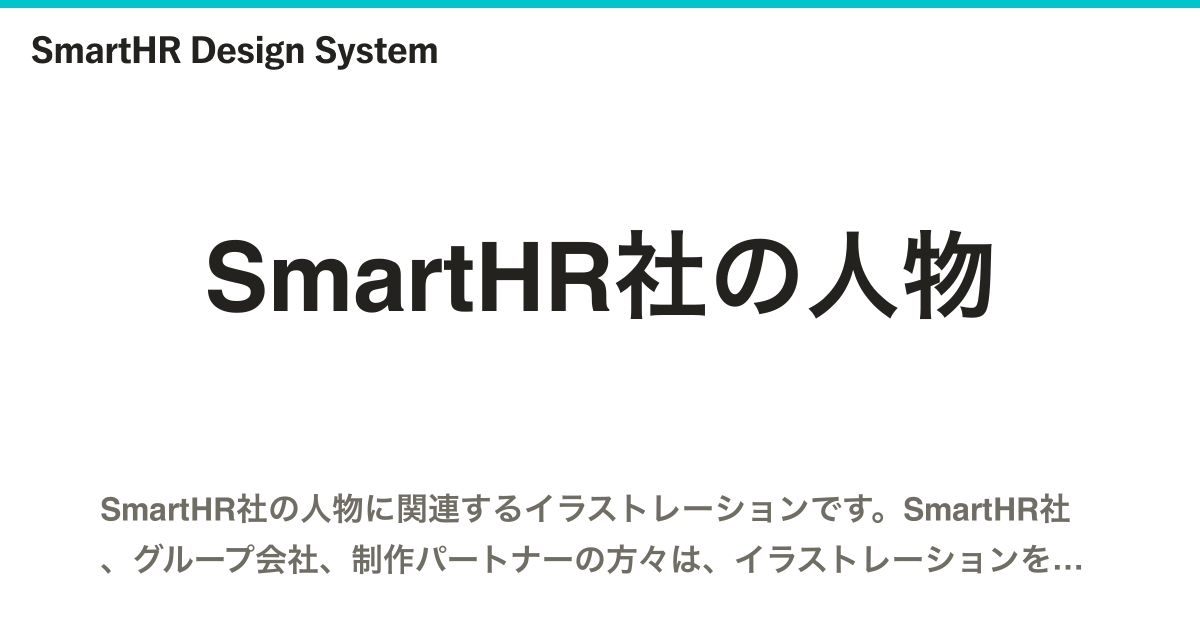 SmartHR Design System
SmartHR社の人物
SmartHR社の人物に関連するイラストレーションです。SmartHR社
、グループ会社、制作パートナーの方々は、イラストレーションを…